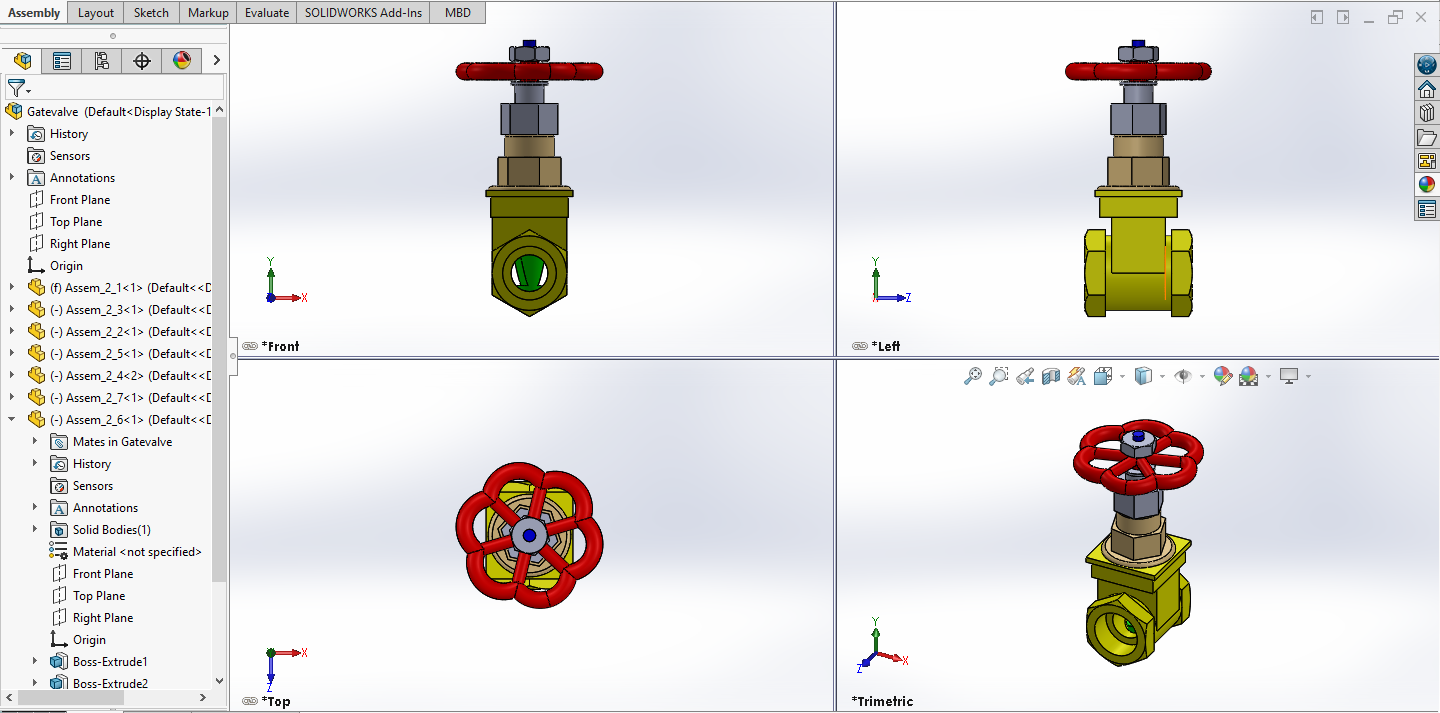 Assembly Layout Sketch Markup Evaluate SOLIDWORKS Add-Ins MBD
Gatevalve (Default<Display State-1
History
Sensors
Annotations
Front Plane
Top Plane
Right Plane
Origin
(f) Assem_2_1<1> (Default<<D
(-) Assem_2_3<1> (Default<<D
(-) Assem_2_2<1> (Default<<D
(-) Assem_2_5<1> (Default<<D
(-) Assem_2_4<2> (Default<<D
(-) Assem_2_7<1> (Default<<D
(-) Assem_2_6<1> (Default<<D
Mates in Gatevalve
History
Sensors
Annotations
Solid Bodies(1)
Material <not specified>
Front Plane
Top Plane
Right Plane
Origin
Boss-Extrude1
Boss-Extrude2
Y
X
*Front
Y
X
Z
*Left
X
Z
*Top
Y
X
Z
*Trimetric